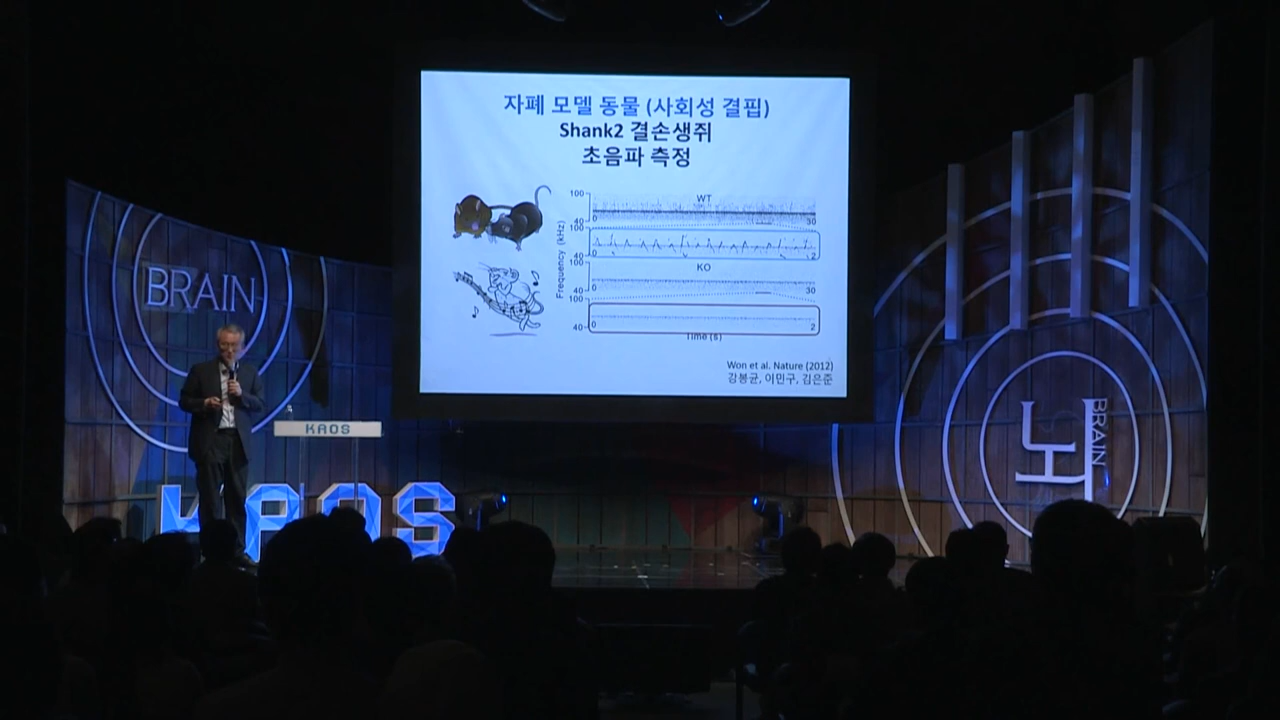 자폐 모델 동물 (사회성 결핍)
Shank2 결손생쥐
초음파 측정
WT
100
40
0
30
100
40
0
2
KO
100
40
0
30
100
40
0
2
Frequency (kHz)
Time (s)
Won et al. Nature (2012)
강봉균, 이민구, 김은준
BRAIN
KAOS
KAOS
뇌
BRAIN